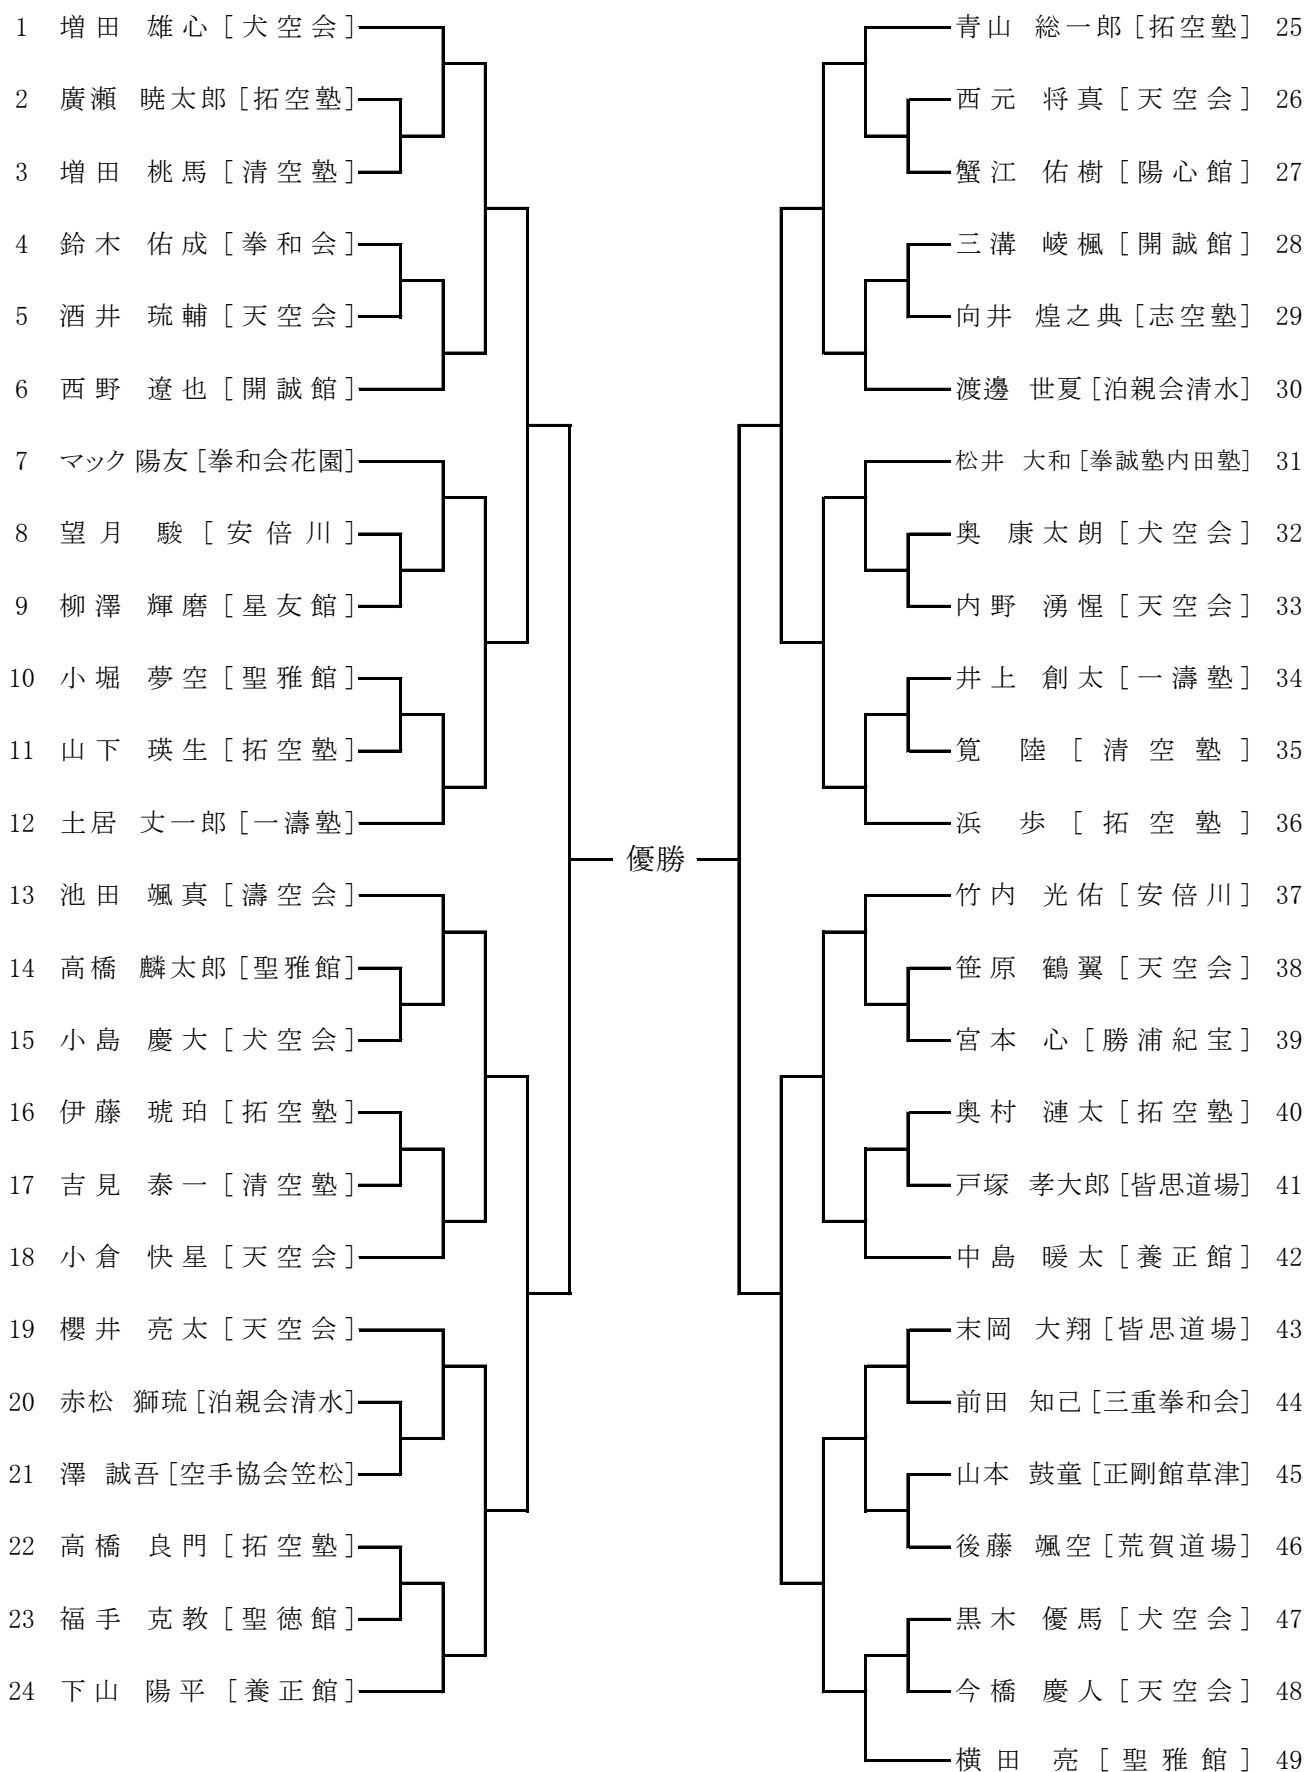 1 増田 雄心 [犬空会]
2 廣瀬 暁太郎 [拓空塾]
3 増田 桃馬 [清空塾]
4 鈴木 佑成 [拳和会]
5 酒井 琉輔 [天空会]
6 西野 遼也 [開誠館]
7 マック 陽友 [拳和会花園]
8 望月 駿 [安倍川]
9 柳澤 輝磨 [星友館]
10 小堀 夢空 [聖雅館]
11 山下 瑛生 [拓空塾]
12 土居 丈一郎 [一濤塾]
13 池田 颯真 [濤空会]
14 高橋 麟太郎 [聖雅館]
15 小島 慶大 [犬空会]
16 伊藤 琥珀 [拓空塾]
17 吉見 泰一 [清空塾]
18 小倉 快星 [天空会]
19 櫻井 亮太 [天空会]
20 赤松 獅琉 [泊親会清水]
21 澤 誠吾 [空手協会笠松]
22 高橋 良門 [拓空塾]
23 福手 克教 [聖徳館]
24 下山 陽平 [養正館]
優勝
青山 総一郎 [拓空塾] 25
西元 将真 [天空会] 26
蟹江 佑樹 [陽心館] 27
三溝 崚楓 [開誠館] 28
向井 煌之典 [志空塾] 29
渡邊 世夏 [泊親会清水] 30
松井 大和 [拳誠塾内田塾] 31
奥 康太朗 [犬空会] 32
内野 湧惺 [天空会] 33
井上 創太 [一濤塾] 34
筧 陸 [清空塾] 35
浜 歩 [拓空塾] 36
竹内 光佑 [安倍川] 37
笹原 鶴翼 [天空会] 38
宮本 心 [勝浦紀宝] 39
奥村 漣太 [拓空塾] 40
戸塚 孝大郎 [皆思道場] 41
中島 暖太 [養正館] 42
末岡 大翔 [皆思道場] 43
前田 知己 [三重拳和会] 44
山本 鼓童 [正剛館草津] 45
後藤 颯空 [荒賀道場] 46
黒木 優馬 [犬空会] 47
今橋 慶人 [天空会] 48
横田 亮 [聖雅館] 49